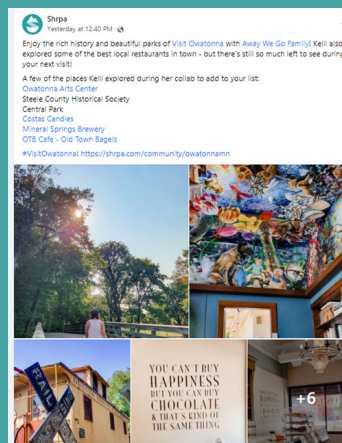 Shrpa
Yesterday at 12:40 PM ·
Enjoy the rich history and beautiful parks of Visit Owatonna with Away We Go Family! Kelli also
explored some of the best local restaurants in town - but there's still so much left to see during
your next visit!
A few of the places Kelli explored during her collab to add to your list:
Owatonna Arts Center
Steele County Historical Society
Central Park
Costas Candies
Mineral Springs Brewery
OTB Cafe - Old Town Bagels
#VisitOwatonna! https://shrpa.com/community/owatonnamn
RAIL
YOU CAN'T BUY
HAPPINESS
BUT YOU CAN BUY
CHOCOLATE
& THAT'S KIND OF
THE SAME THING
+6